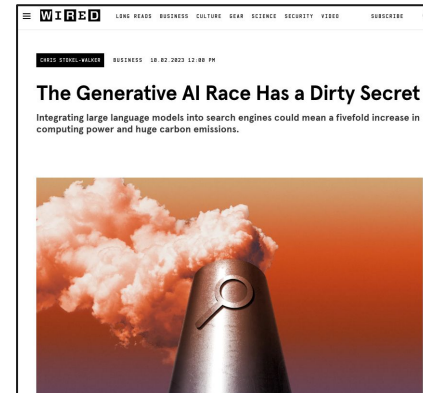 WIRED LONG READS BUSINESS CULTURE GEAR SCIENCE SECURITY VIDEO SUBSCRIBE
CHRIS STOKEL-WALKER BUSINESS 10.02.2023 12:00 PM
The Generative AI Race Has a Dirty Secret
Integrating large language models into search engines could mean a fivefold increase in
computing power and huge carbon emissions.